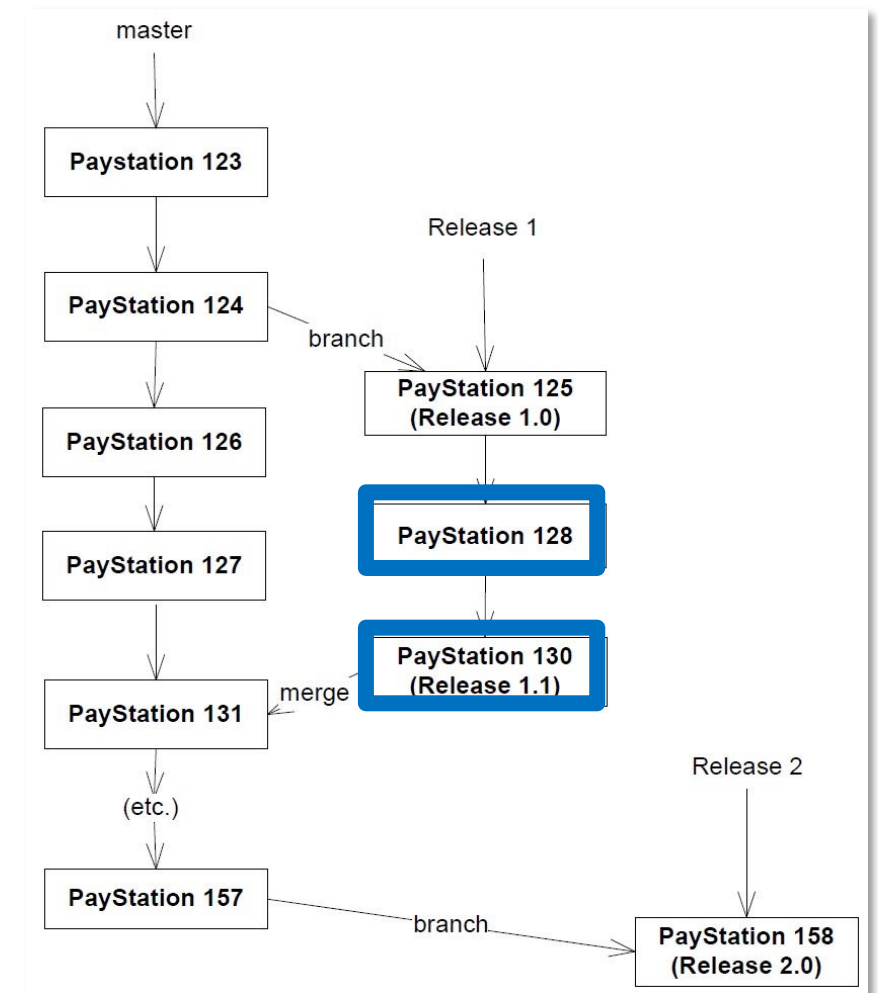 master
Paystation 123
Release 1
PayStation 124
branch
PayStation 125
(Release 1.0)
PayStation 126
PayStation 128
PayStation 127
PayStation 130
(Release 1.1)
merge
PayStation 131
Release 2
(etc.)
PayStation 157
branch
PayStation 158
(Release 2.0)